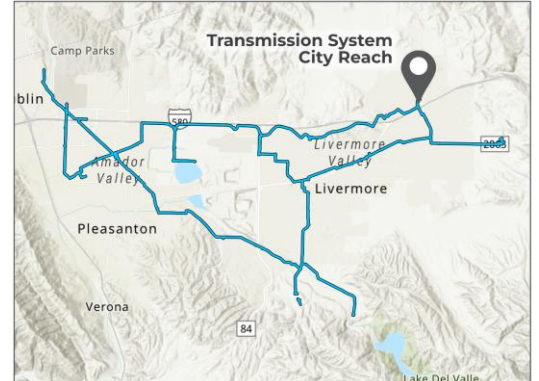 Transmission System
City Reach
Camp Parks
blin
580
Livermore
Valley
Amador
Valley
Livermore
Pleasanton
Verona
84
Lake Del Valle